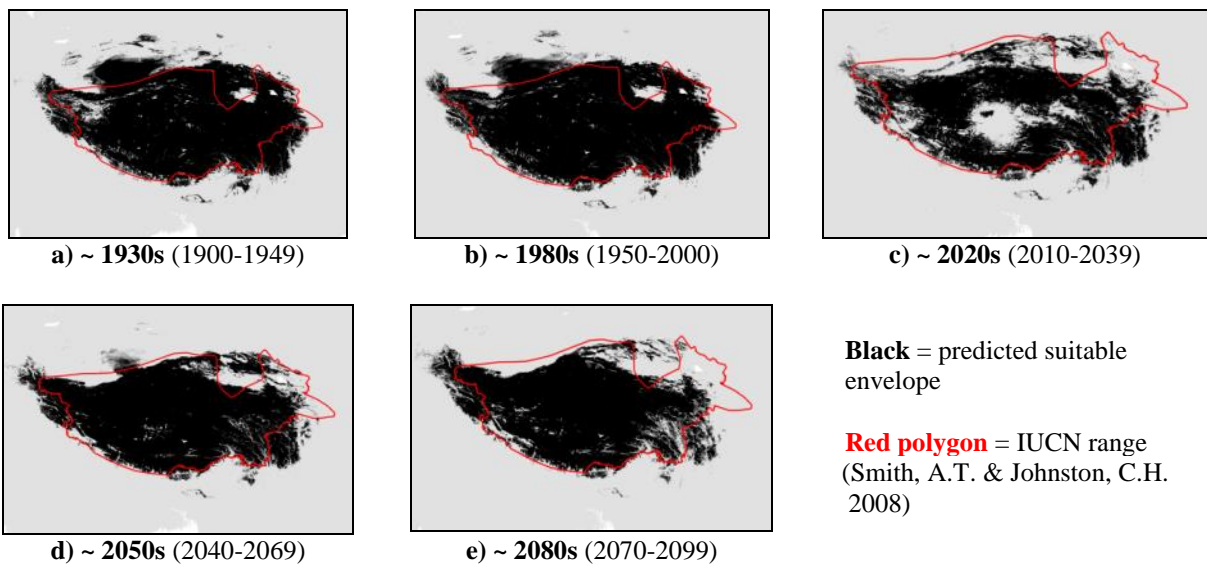 a) ~ 1930s (1900-1949)
b) ~ 1980s (1950-2000)
c) ~ 2020s (2010-2039)
d) ~ 2050s (2040-2069)
e) ~ 2080s (2070-2099)
Black = predicted suitable
envelope
Red polygon = IUCN range
(Smith, A.T. & Johnston, C.H.
2008)